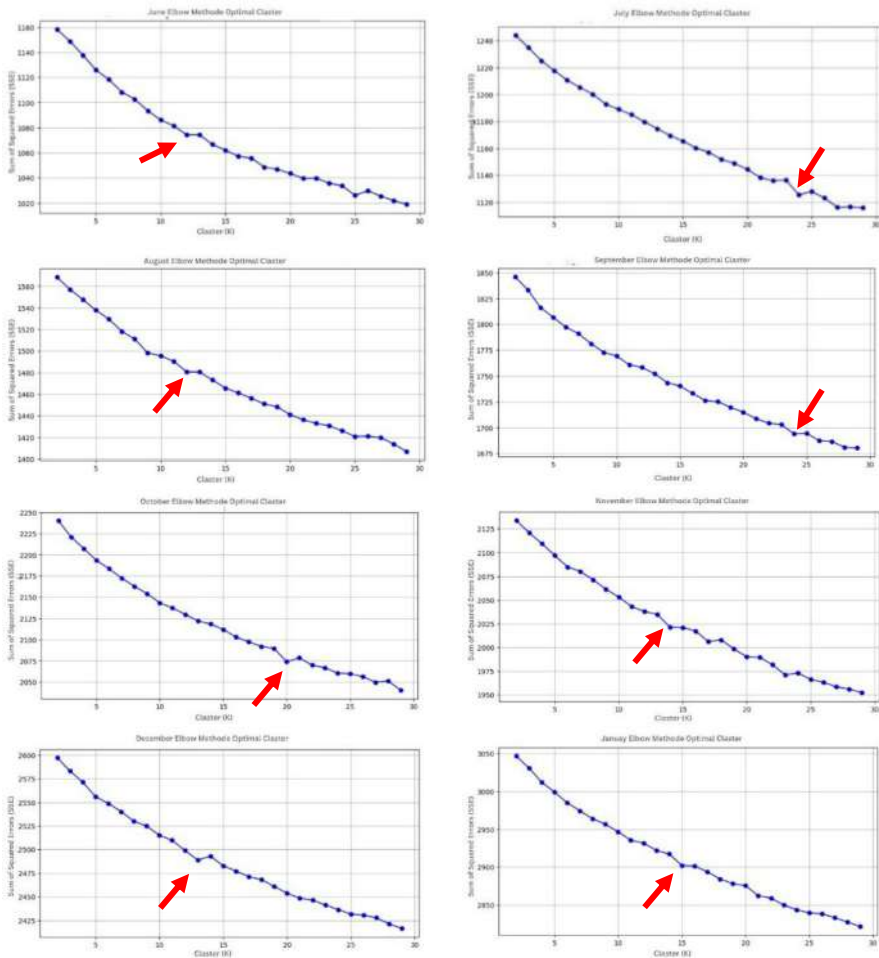 June Elbow Methode Optimal Claster
Sum of Squared Errors (SSE)
1160
1140
1120
1100
1080
1060
1040
1020
5 10 15 20 25 30
Claster (K)
July Elbow Methode Optimal Claster
Sum of Squared Errors (SSE)
1240
1220
1200
1180
1160
1140
1120
5 10 15 20 25 30
Claster (K)
August Elbow Methode Optimal Claster
Sum of Squared Errors (SSE)
1560
1540
1520
1500
1480
1460
1440
1420
1400
5 10 15 20 25 30
Claster (K)
September Elbow Methode Optimal Claster
Sum of Squared Errors (SSE)
1850
1825
1800
1775
1750
1725
1700
1675
5 10 15 20 25 30
Claster (K)
October Elbow Methode Optimal Claster
Sum of Squared Errors (SSE)
2250
2225
2200
2175
2150
2125
2100
2075
2050
5 10 15 20 25 30
Claster (K)
November Elbow Methode Optimal Claster
Sum of Squared Errors (SSE)
2125
2100
2075
2050
2025
2000
1975
1950
5 10 15 20 25 30
Claster (K)
December Elbow Methode Optimal Claster
Sum of Squared Errors (SSE)
2600
2575
2550
2525
2500
2475
2450
2425
5 10 15 20 25 30
Claster (K)
Januay Elbow Methode Optimal Claster
Sum of Squared Errors (SSE)
3050
3000
2950
2900
2850
5 10 15 20 25 30
Claster (K)